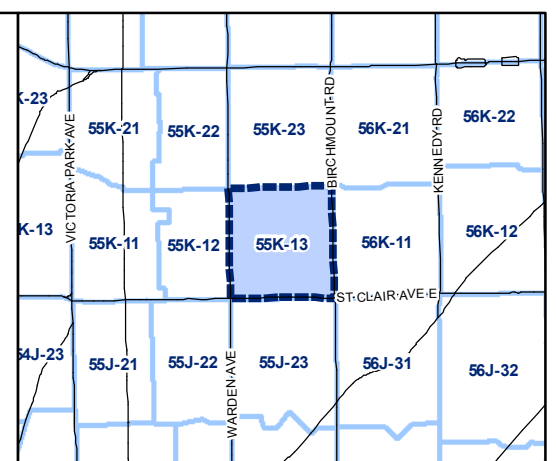 K-23
55K-21
55K-22
55K-23
56K-21
56K-22
VICTORIA PARK AVE
BIRCHMOUNT RD
KENNEDY RD
K-13
55K-11
55K-12
55K-13
56K-11
56K-12
ST CLAIR AVE E
54J-23
55J-21
55J-22
WARDEN AVE
55J-23
56J-31
56J-32